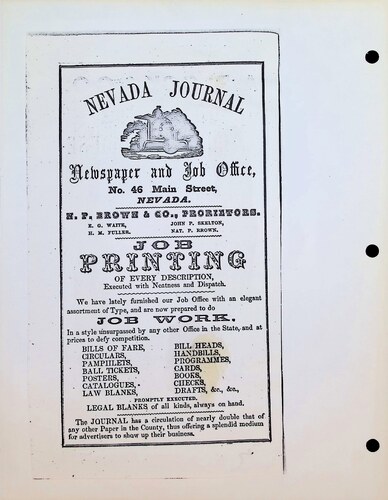 NEVADA JOURNAL
Newspaper and Job Office,
No. 46 Main Street,
NEVADA.
N. P. BROWN & CO., PRORIETORS.
E. G. WAITE, JOHN P. SKELTON,
H. M. FULLER. NAT. P. BROWN.
JOB
PRINTING
OF EVERY DESCRIPTION,
Executed with Neatness and Dispatch.
We have lately furnished our Job Office with an elegant
assortment of Type, and are now prepared to do
JOB WORK.
In a style unsurpassed by any other Office in the State, and at
prices to defy competition.
BILLS OF FARE, BILL HEADS,
CIRCULARS, HANDBILLS,
PAMPHLETS, PROGRAMMES,
BALL TICKETS, CARDS,
POSTERS, BOOKS,
CATALOGUES, CHECKS,
LAW BLANKS, DRAFTS, &c., &c.,
PROMPTLY EXECUTED.
LEGAL BLANKS of all kinds, always on hand.
The JOURNAL has a circulation of nearly double that of
any other Paper in the County, thus offering a splendid medium
for advertisers to show up their business.